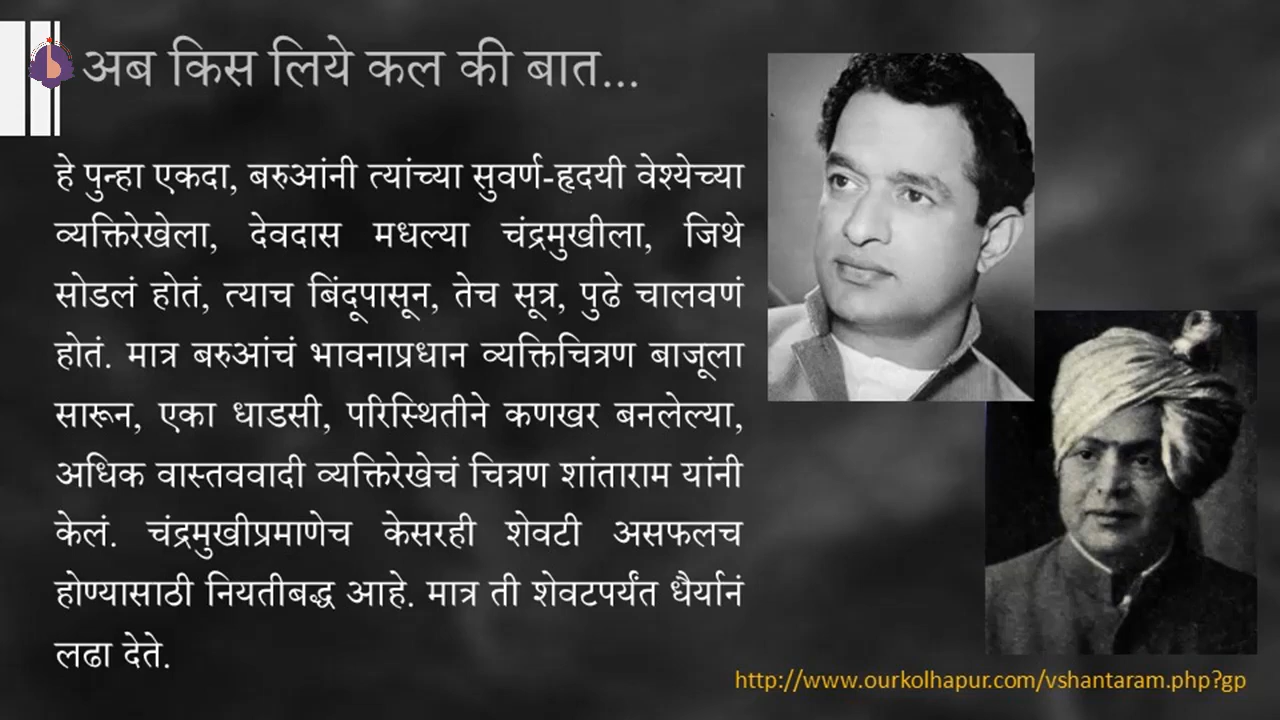 अब किस लिये कल की बात...
हे पुन्हा एकदा, बरुआंनी त्यांच्या सुवर्ण-हृदयी वेश्येच्या
व्यक्तिरेखेला, देवदास मधल्या चंद्रमुखीला, जिथे
सोडलं होतं, त्याच बिंदूपासून, तेच सूत्र, पुढे चालवणं
होतं. मात्र बरुआंचं भावनाप्रधान व्यक्तिचित्रण बाजूला
सारून, एका धाडसी, परिस्थितीने कणखर बनलेल्या,
अधिक वास्तववादी व्यक्तिरेखेचं चित्रण शांताराम यांनी
केलं. चंद्रमुखीप्रमाणेच केसरही शेवटी असफलच
होण्यासाठी नियतीबद्ध आहे. मात्र ती शेवटपर्यंत धैर्यानं
लढा देते.
http://www.ourkolhapur.com/vshantaram.php?gp